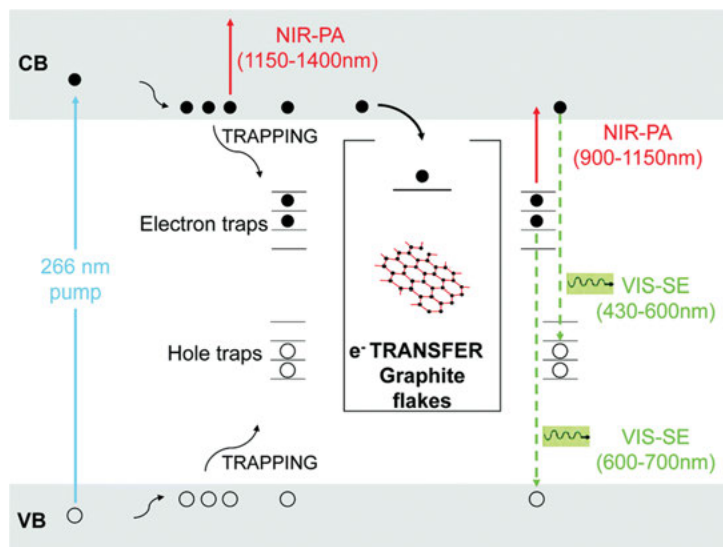 NIR-PA
(1150-1400nm)
CB
TRAPPING
NIR-PA
(900-1150nm)
Electron traps
266 nm
pump
VIS-SE
(430-600nm)
Hole traps
e- TRANSFER
Graphite
flakes
VIS-SE
(600-700nm)
TRAPPING
VB